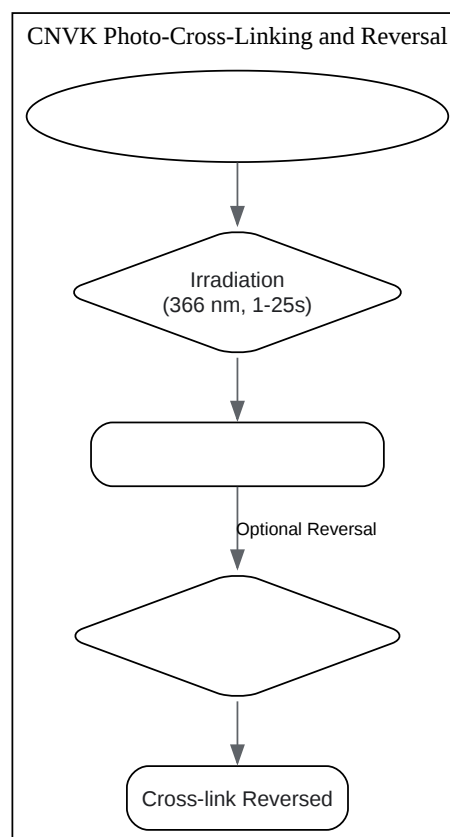 CNVK Photo-Cross-Linking and Reversal
Irradiation
(366 nm, 1-25s)
Optional Reversal
Cross-link Reversed